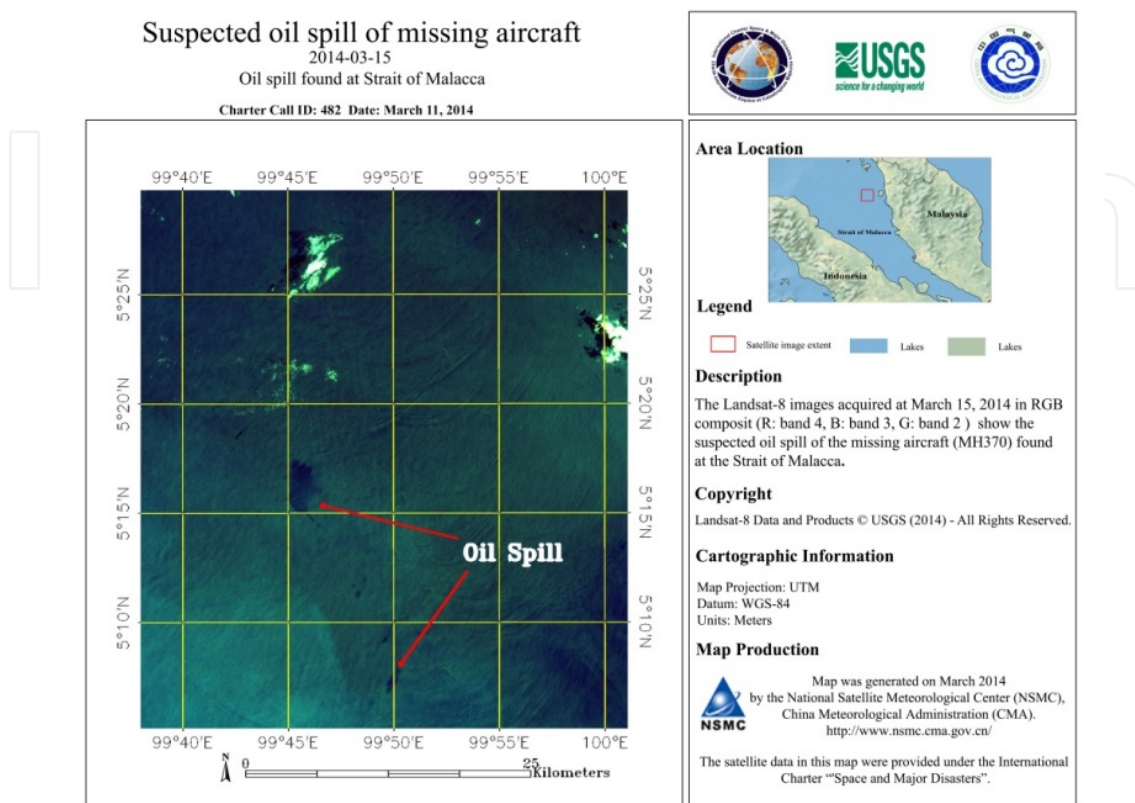 Suspected oil spill of missing aircraft
2014-03-15
Oil spill found at Strait of Malacca
Charter Call ID: 482 Date: March 11, 2014
USGS
science for a changing world
99°40'E 99°45'E 99°50'E 99°55'E 100°E
5°25'N 5°25'N
5°20'N 5°20'N
5°15'N 5°15'N
Oil Spill
5°10'N 5°10'N
99°40'E 99°45'E 99°50'E 99°55'E 100°E
N
0 25
Kilometers
Area Location
Malaysia
Strait of Malacca
Indonesia
Legend
Satellite image extent Lakes Lakes
Description
The Landsat-8 images acquired at March 15, 2014 in RGB
composit (R: band 4, B: band 3, G: band 2 ) show the
suspected oil spill of the missing aircraft (MH370) found
at the Strait of Malacca.
Copyright
Landsat-8 Data and Products © USGS (2014) - All Rights Reserved.
Cartographic Information
Map Projection: UTM
Datum: WGS-84
Units: Meters
Map Production
NSMC
Map was generated on March 2014
by the National Satellite Meteorological Center (NSMC),
China Meteorological Administration (CMA).
http://www.nsmc.cma.gov.cn/
The satellite data in this map were provided under the International
Charter “"Space and Major Disasters”.